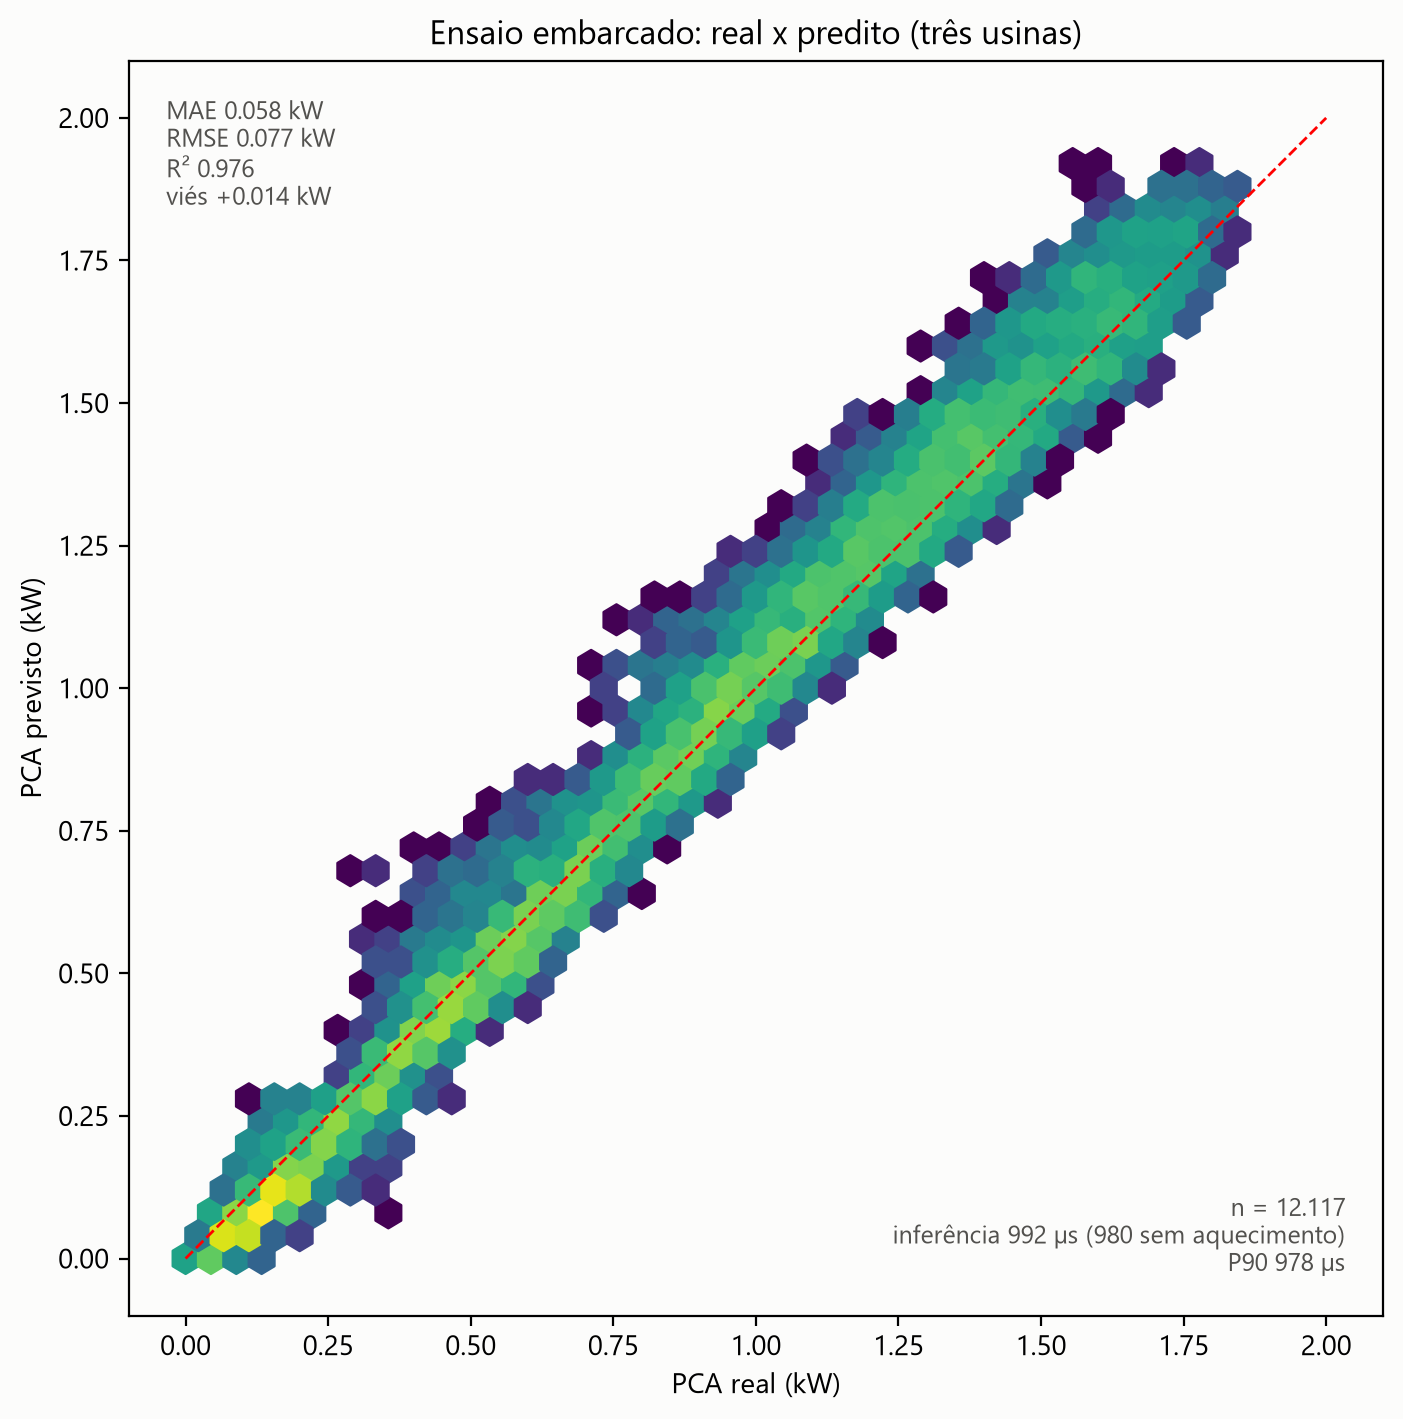 Ensaio embarcado: real x predito (três usinas)
MAE 0.058 kW
RMSE 0.077 kW
R² 0.976
viés +0.014 kW
2.00
1.75
1.50
1.25
1.00
0.75
0.50
0.25
0.00
PCA previsto (kW)
n = 12.117
inferência 992 µs (980 sem aquecimento)
P90 978 µs
0.00 0.25 0.50 0.75 1.00 1.25 1.50 1.75 2.00
PCA real (kW)